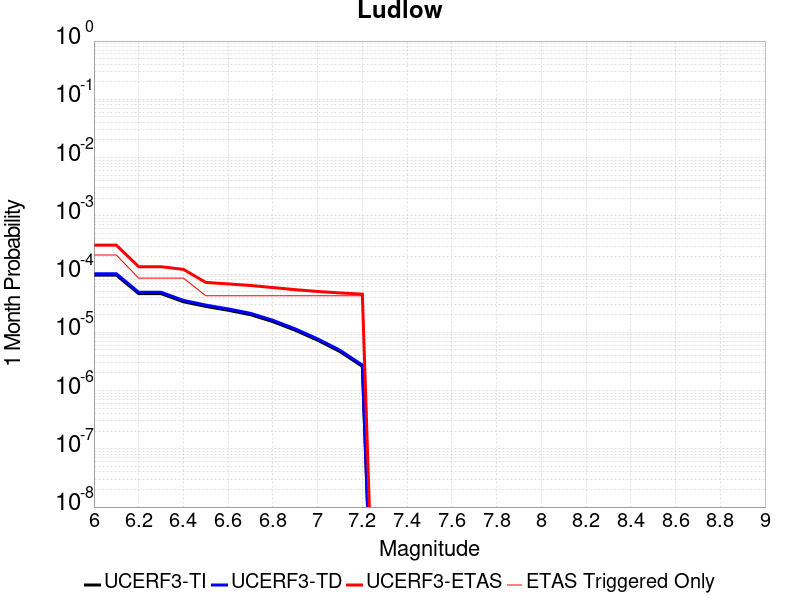 Ludlow
10^0
10^-1
10^-2
10^-3
10^-4
10^-5
10^-6
10^-7
10^-8
1 Month Probability
6 6.2 6.4 6.6 6.8 7 7.2 7.4 7.6 7.8 8 8.2 8.4 8.6 8.8 9
Magnitude
UCERF3-TI UCERF3-TD UCERF3-ETAS ETAS Triggered Only